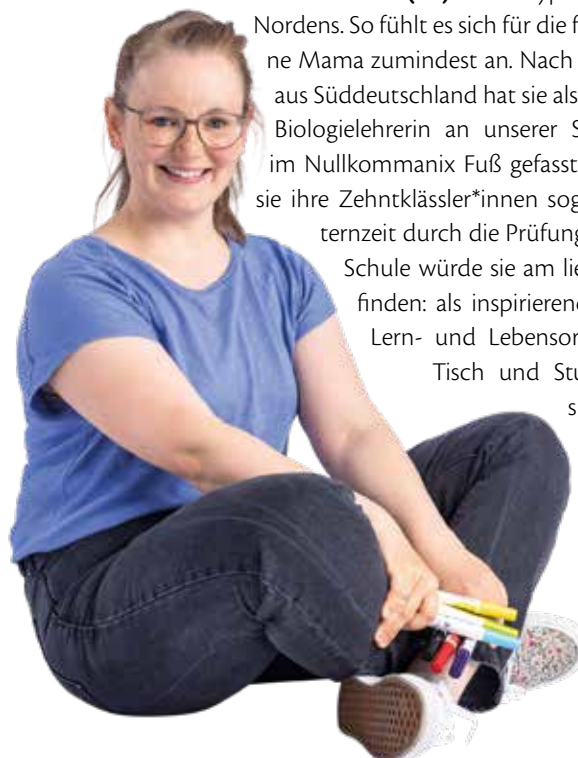 Nordens. So fühlt es sich für die f
ne Mama zumindest an. Nach
aus Süddeutschland hat sie als
Biologielehrerin an unserer S
im Nullkommanix Fuß gefasst
sie ihre Zehntklässler*innen sog
ternzeit durch die Prüfung
Schule würde sie am lie
finden: als inspirierend
Lern- und Lebensor
Tisch und Stu
s